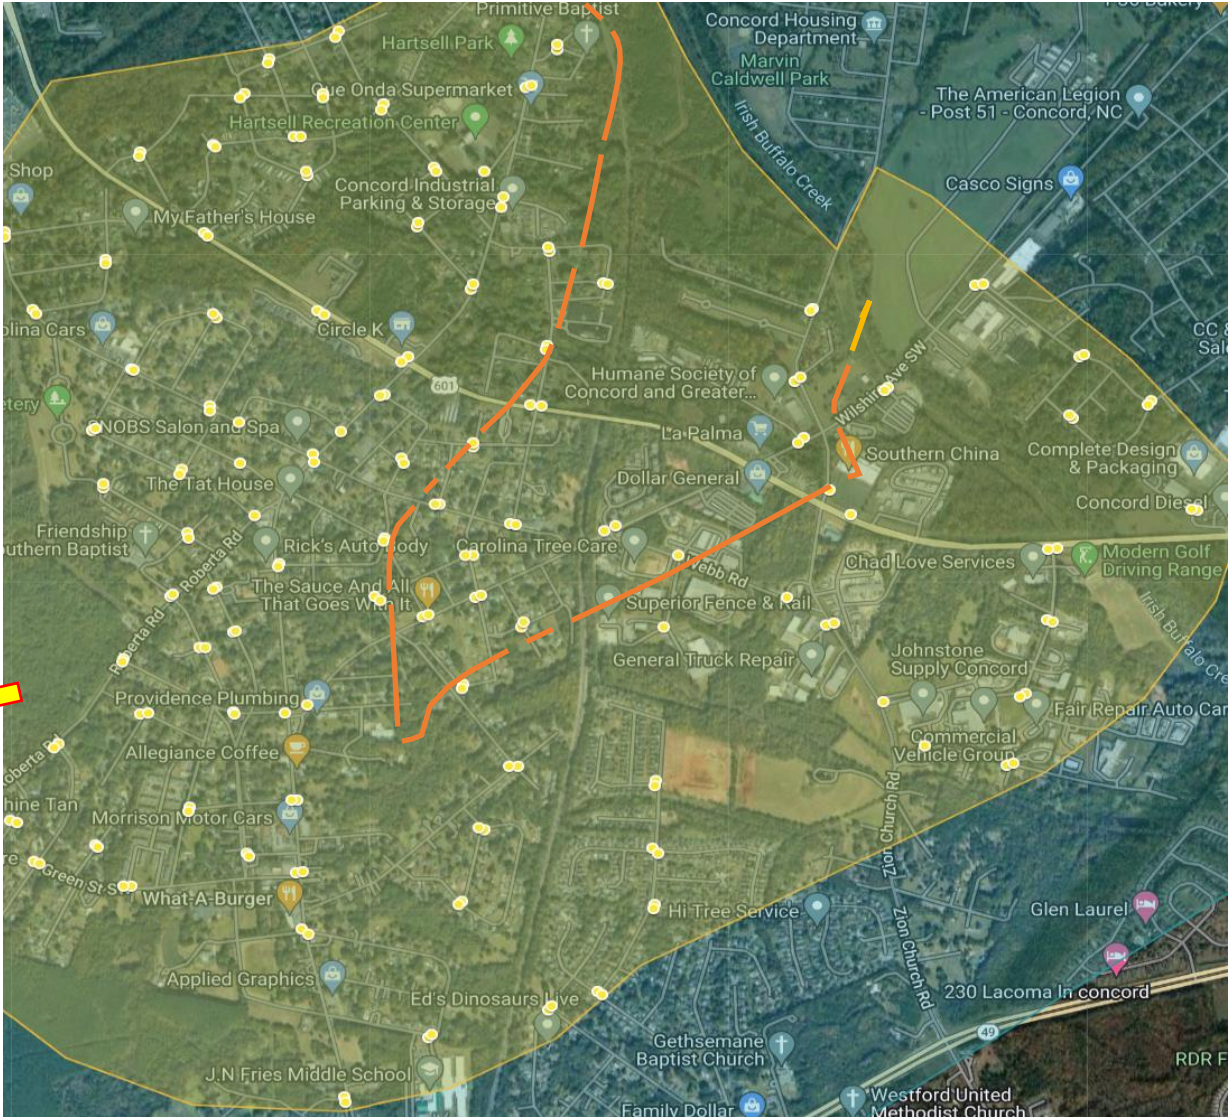 Primitive Baptist
Hartsell Park
Concord Housing
Department
Marvin
Caldwell Park
Que Onda Supermarket
The American Legion
- Post 51 - Concord, NC
Hartsell Recreation Center
Irish Buffalo Creek
Shop
Casco Signs
Concord Industrial
Parking & Storage
My Father's House
olina Cars
Circle K
CC &
Sale
601
Humane Society of
Concord and Greater...
Wilshire Ave SW
etery
SNOBS Salon and Spa
La Palma
Southern China
Complete Design
& Packaging
The Tat House
Dollar General
Concord Diesel
Friendship
outhern Baptist
Rick's Auto Body
Carolina Tree Care
Webb Rd
Chad Love Services
Modern Golf
Driving Range
Roberta Rd
The Sauce And All
That Goes With It
Superior Fence & Rail
Irish Buffalo Cre
Roberta Rd
General Truck Repair
Johnstone
Supply Concord
Providence Plumbing
Fair Repair Auto Car
Commercial
Vehicle Group
Allegiance Coffee
Roberta Rd
hine Tan
Morrison Motor Cars
Zion Church Rd
re
Green St S
What-A-Burger
Hi Tree Service
Glen Laurel
Zion Church Rd
Applied Graphics
Ed's Dinosaurs Live
230 Lacoma ln concord
49
Gethsemane
Baptist Church
J.N Fries Middle School
RDR F
Family Dollar
Westford United
Methodist Church